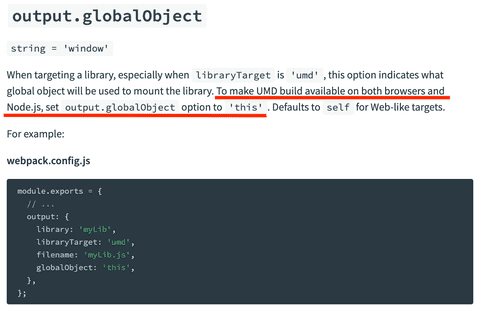 output.globalObject
string = 'window'
When targeting a library, especially when libraryTarget is 'umd', this option indicates what
global object will be used to mount the library. To make UMD build available on both browsers and
Node.js, set output.globalObject option to 'this'. Defaults to self for Web-like targets.
For example:
webpack.config.js
module.exports = {
  // ...
  output: {
    library: 'myLib',
    libraryTarget: 'umd',
    filename: 'myLib.js',
    globalObject: 'this',
  },
};